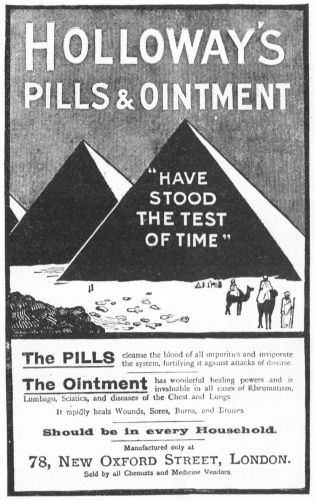 HOLLOWAY'S
PILLS & OINTMENT
"HAVE
STOOD
THE TEST
OF TIME"
The PILLS cleanse the blood of all impurities and invigorate
the system, fortifying it against attacks of disease.
The Ointment has wonderful healing powers and is
invaluable in all cases of Rheumatism,
Lumbago, Sciatica, and diseases of the Chest and Lungs
It rapidly heals Wounds, Sores, Burns, and Bruises
Should be in every Household.
Manufactured only at
78, NEW OXFORD STREET, LONDON.
Sold by all Chemists and Medicine Vendors.